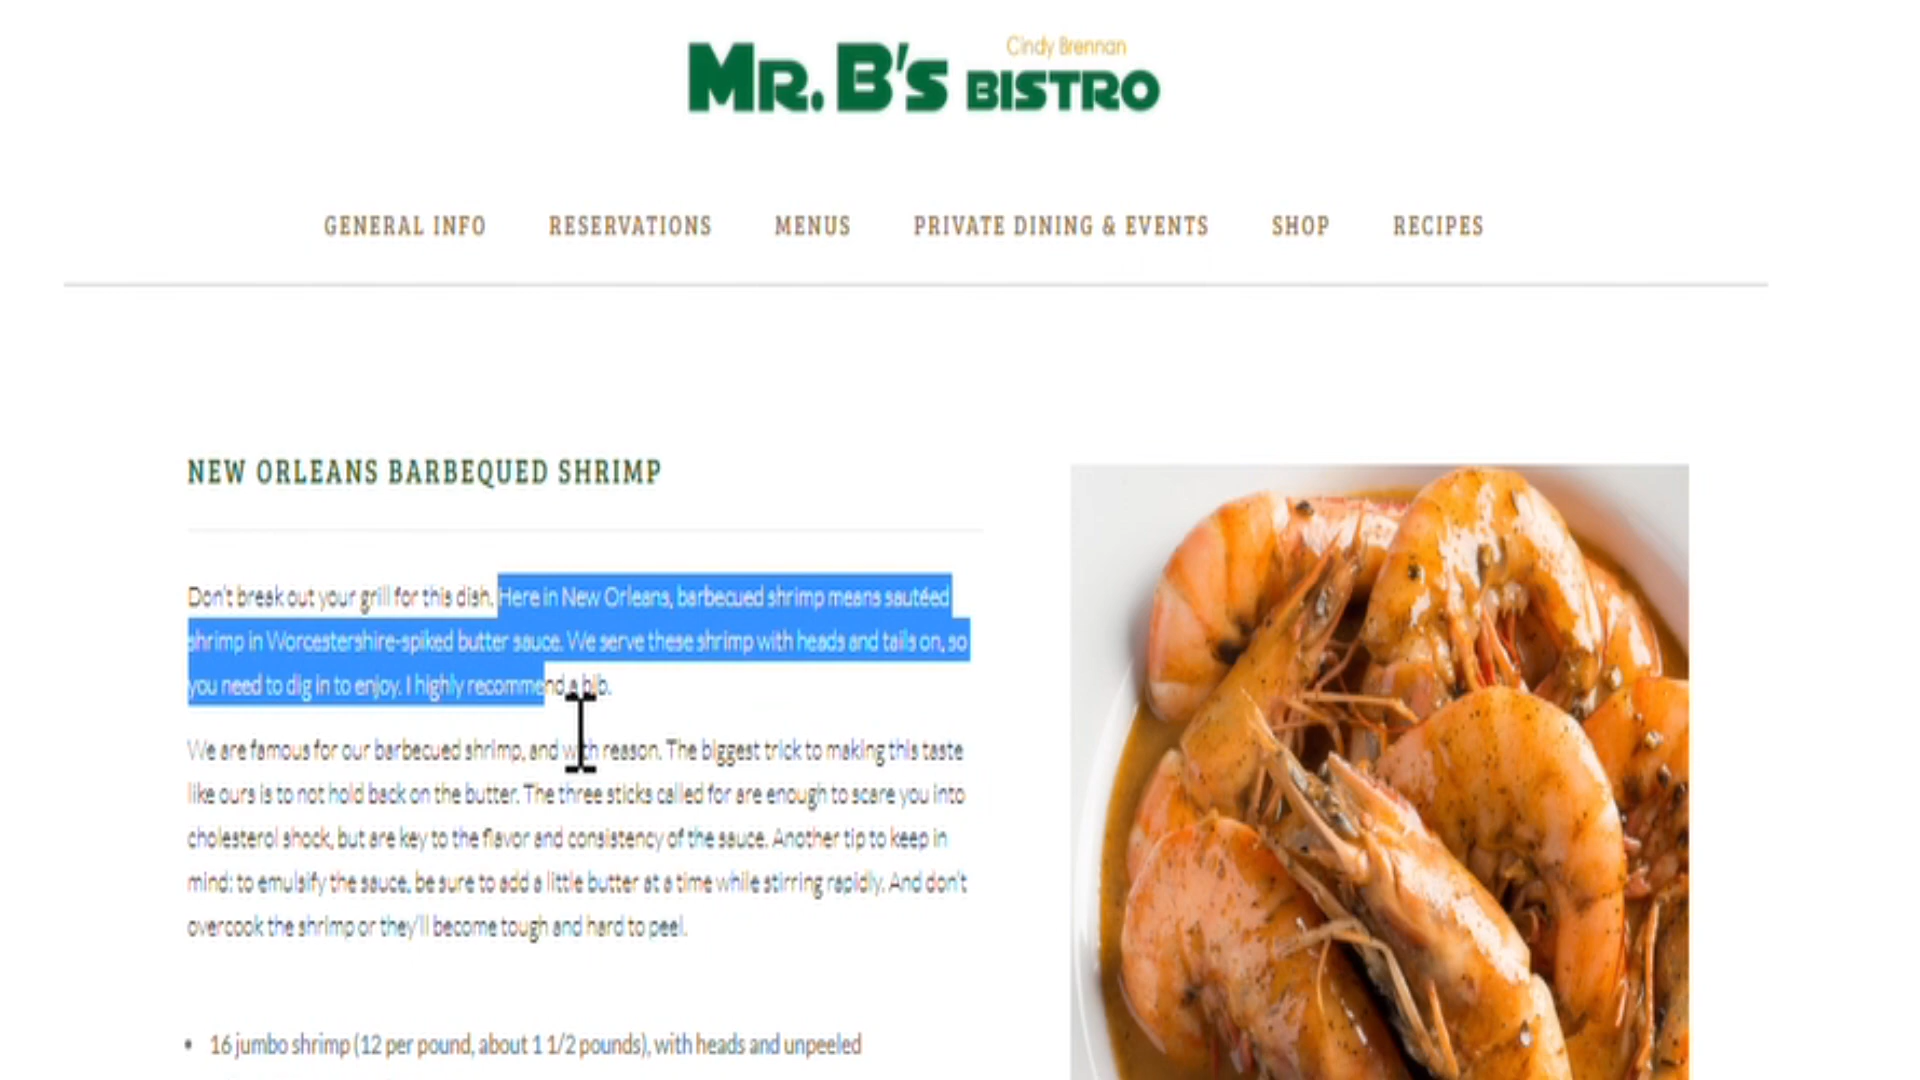 Cindy Brennan
MR. B'S BISTRO
GENERAL INFO RESERVATIONS MENUS PRIVATE DINING & EVENTS SHOP RECIPES
NEW ORLEANS BARBEQUED SHRIMP
Don't break out your grill for this dish. Here in New Orleans, barbecued shrimp means sautéed
shrimp in Worcestershire-spiked butter sauce. We serve these shrimp with heads and tails on, so
you need to dig in to enjoy. I highly recommend a bib.
We are famous for our barbecued shrimp, and with reason. The biggest trick to making this taste
like ours is to not hold back on the butter. The three sticks called for are enough to scare you into
cholesterol shock, but are key to the flavor and consistency of the sauce. Another tip to keep in
mind: to emulsify the sauce, be sure to add a little butter at a time while stirring rapidly. And don't
overcook the shrimp or they'll become tough and hard to peel.
• 16 jumbo shrimp (12 per pound, about 1 1/2 pounds), with heads and unpeeled